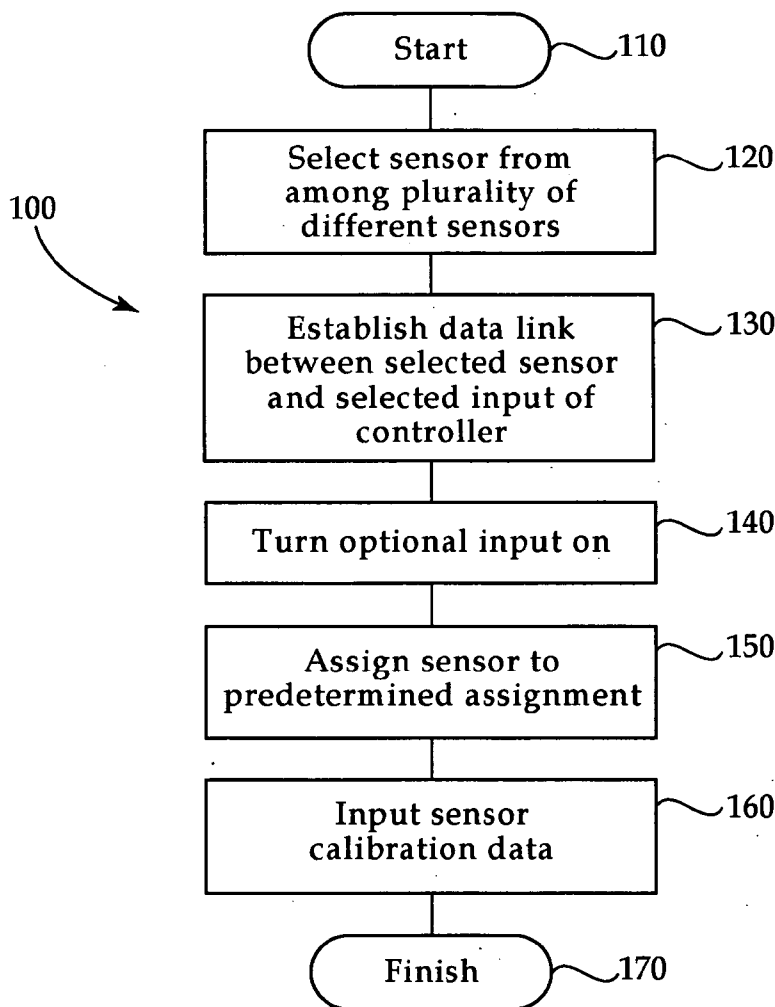 Start
110
Select sensor from
among plurality of
different sensors
120
100
Establish data link
between selected sensor
and selected input of
controller
130
Turn optional input on
140
Assign sensor to
predetermined assignment
150
Input sensor
calibration data
160
Finish
170